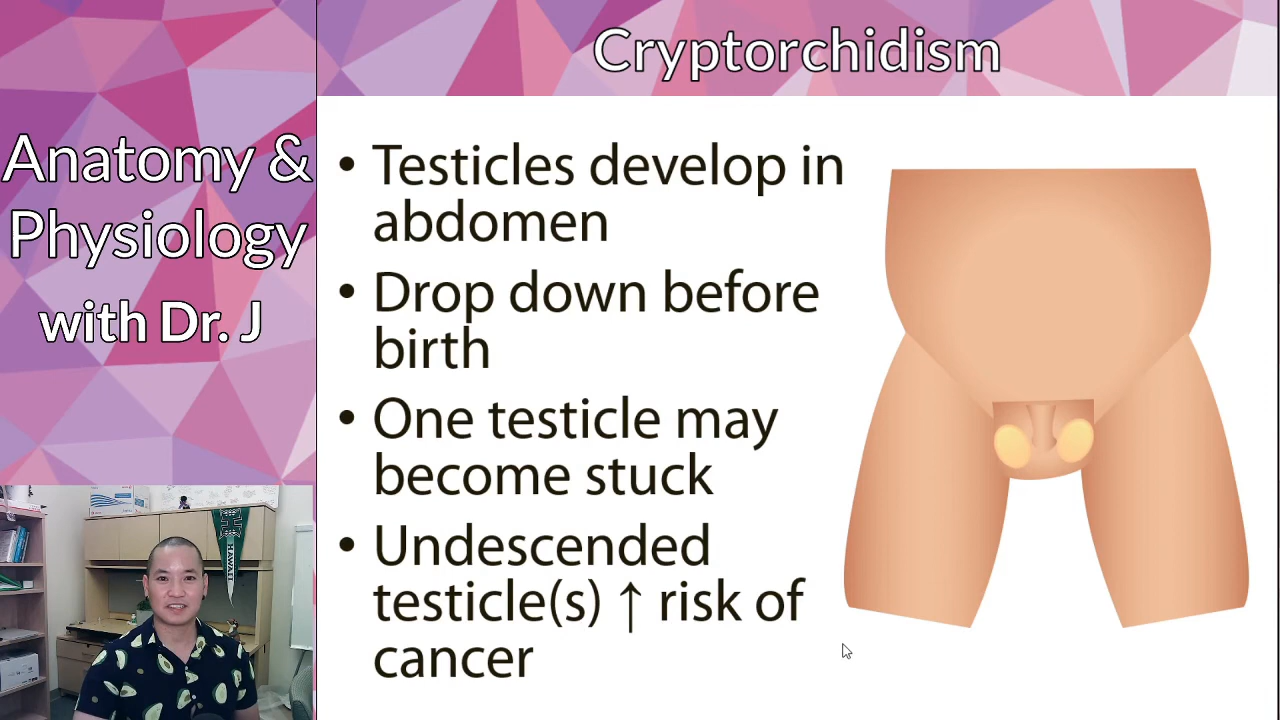 Anatomy &
Physiology
with Dr. J
HAWAI'I
Cryptorchidism
• Testicles develop in
abdomen
• Drop down before
birth
• One testicle may
become stuck
• Undescended
testicle(s) ↑ risk of
cancer